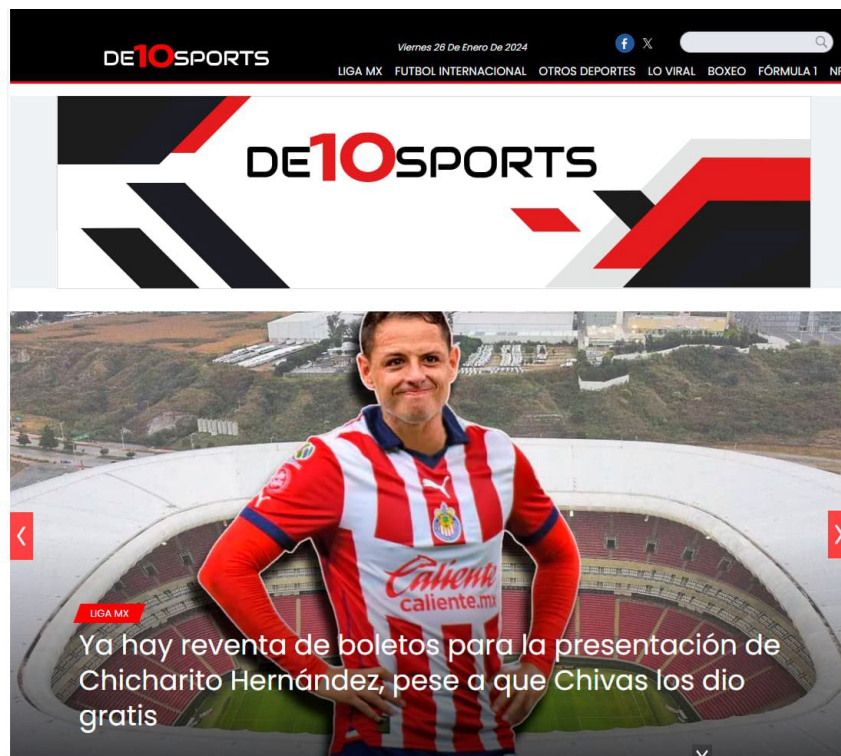 DE10SPORTS
Viernes 26 De Enero De 2024
LIGA MX FUTBOL INTERNACIONAL OTROS DEPORTES LO VIRAL BOXEO FÓRMULA 1
DE10SPORTS
Caliente
caliente.mx
LIGA MX
Ya hay reventa de boletos para la presentación de
Chicharito Hernández, pese a que Chivas los dio
gratis